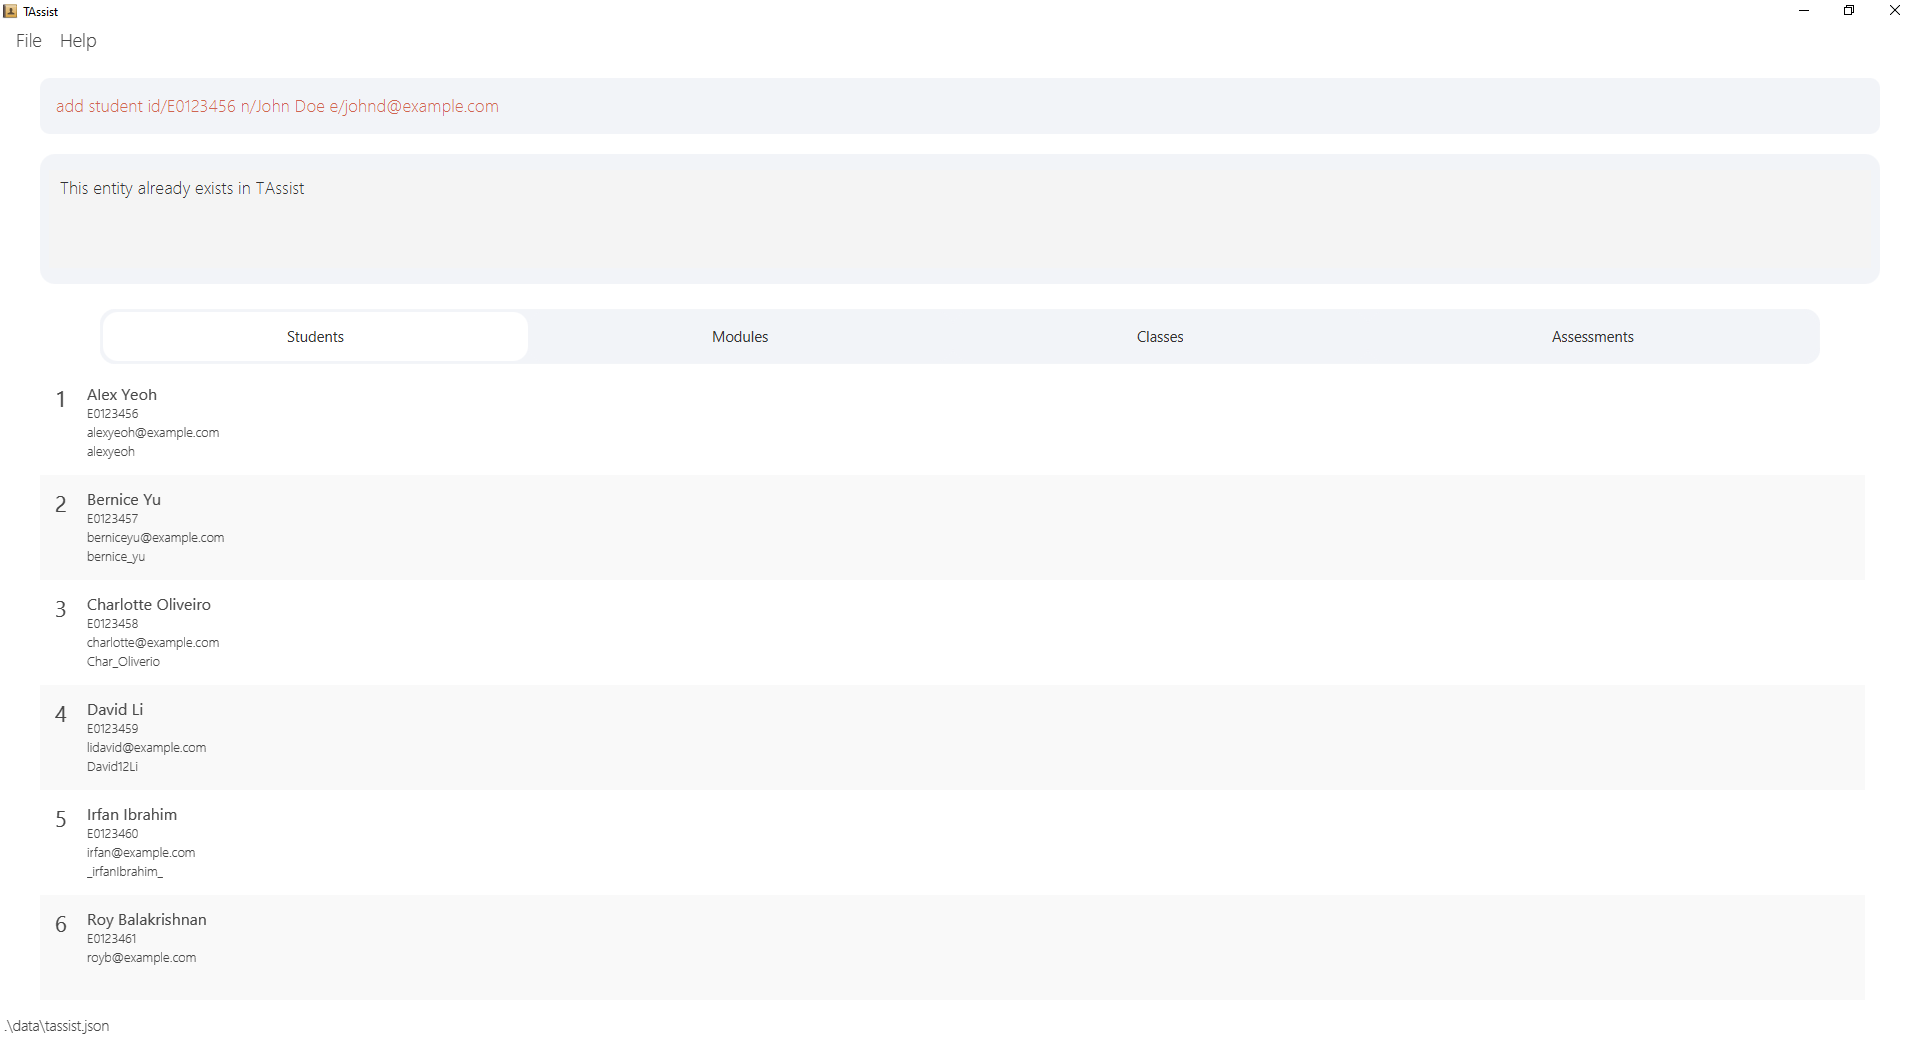 TAssist
File Help
add student id/E0123456 n/John Doe e/johnd@example.com
This entity already exists in TAssist
Students Modules Classes Assessments
1 Alex Yeoh
E0123456
alexyeoh@example.com
alexyeoh
2 Bernice Yu
E0123457
berniceyu@example.com
bernice_yu
3 Charlotte Oliveiro
E0123458
charlotte@example.com
Char_Oliverio
4 David Li
E0123459
lidavid@example.com
David12Li
5 Irfan Ibrahim
E0123460
irfan@example.com
_irfanIbrahim_
6 Roy Balakrishnan
E0123461
royb@example.com
.\data\tassist.json